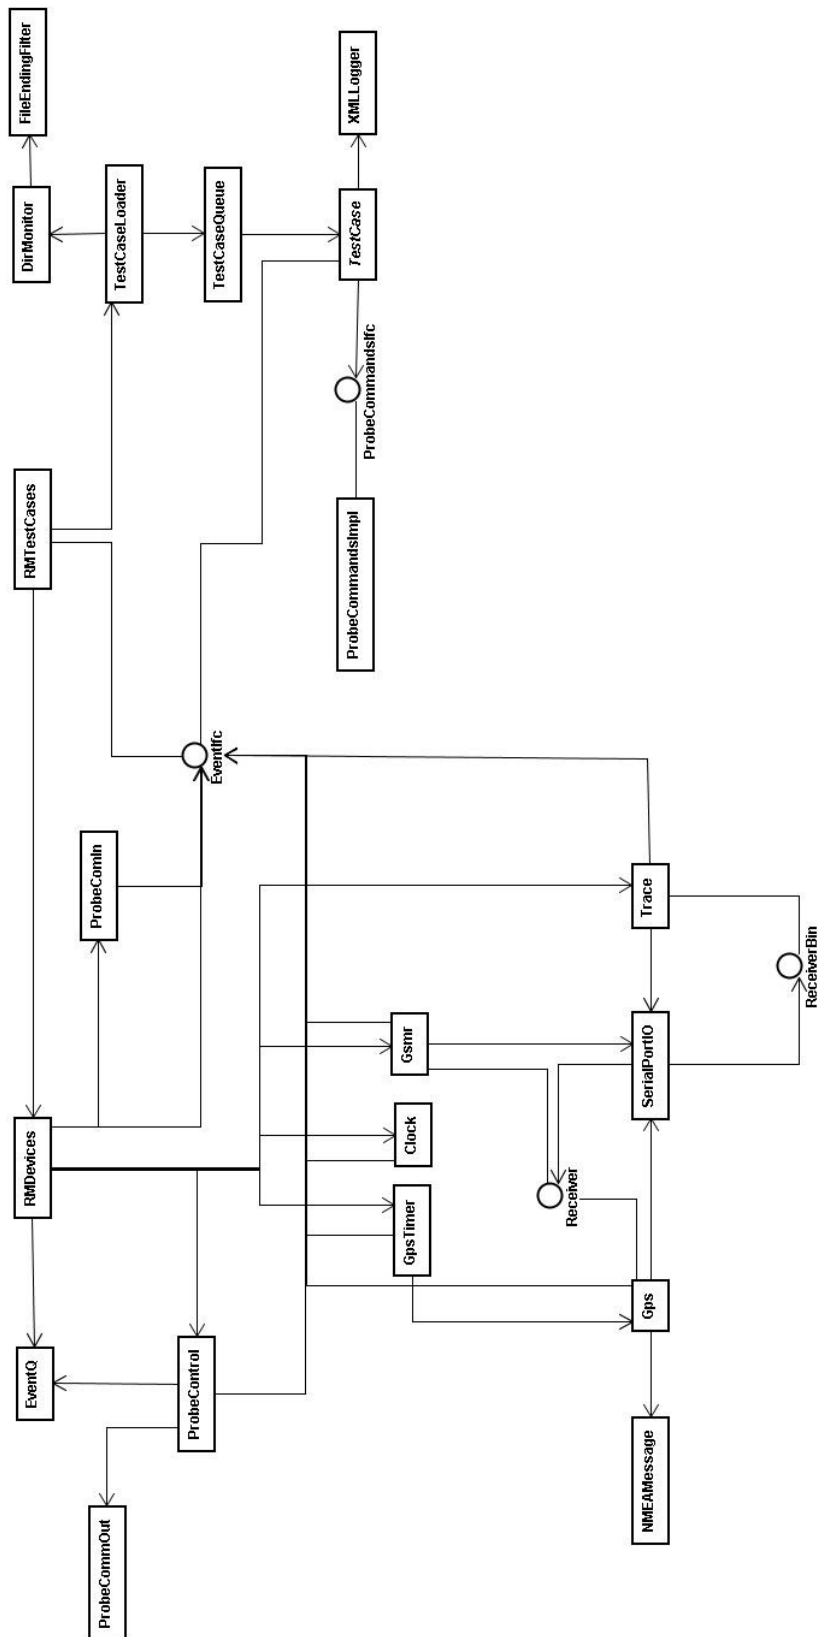 FileEndingFilter
XMLLogger
DirMonitor
TestCaseLoader
TestCaseQueue
TestCase
ProbeCommandsIfc
RMTestCases
ProbeCommandsImpl
EventIfc
ProbeComIn
Trace
ReceiverBin
Gsmr
SerialPortIO
Clock
RMDevices
GpsTimer
Receiver
Gps
EventQ
ProbeControl
NMEAMessage
ProbeCommOut